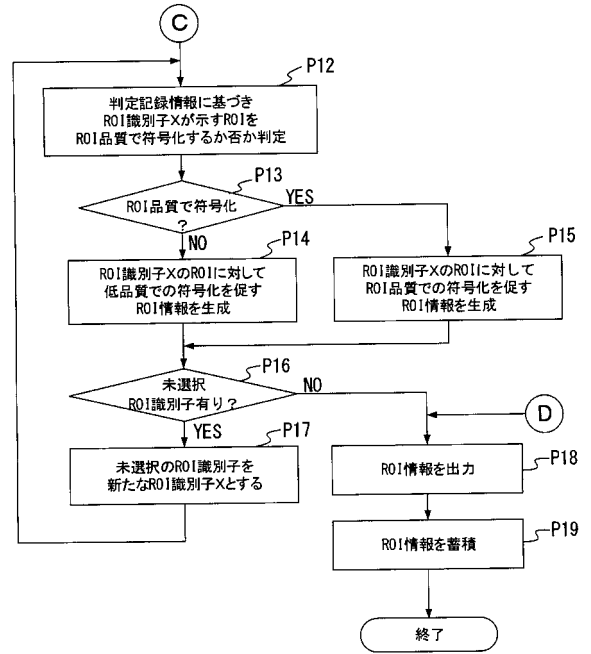 C
P12
判定記録情報に基づき
ROI識別子Xが示すROIを
ROI品質で符号化するか否か判定
P13
ROI品質で符号化
?
YES
NO
P14
ROI識別子XのROIに対して
低品質での符号化を促す
ROI情報を生成
P15
ROI識別子XのROIに対して
ROI品質での符号化を促す
ROI情報を生成
P16
未選択
ROI識別子有り?
NO
YES
D
P17
未選択のROI識別子を
新たなROI識別子Xとする
P18
ROI情報を出力
P19
ROI情報を蓄積
終了